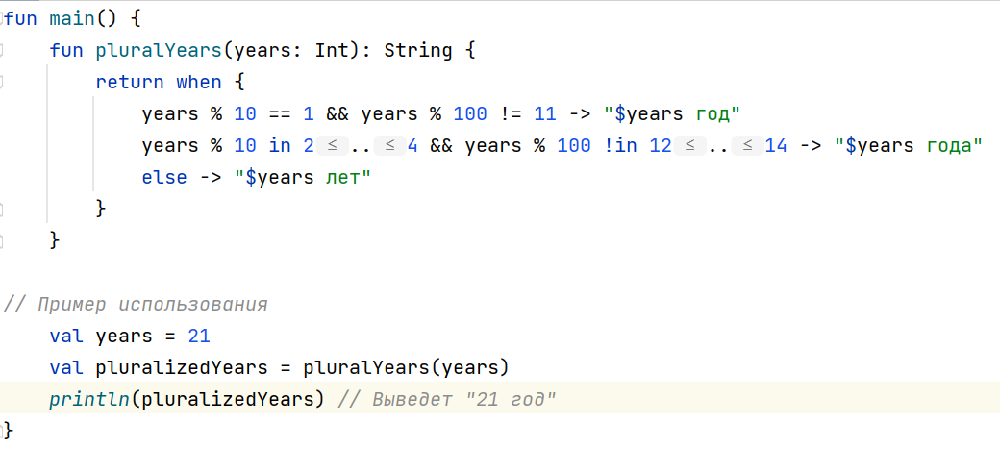 fun main() {
    fun pluralYears(years: Int): String {
        return when {
            years % 10 == 1 && years % 100 != 11 -> "$years год"
            years % 10 in 2 ≤ .. ≤ 4 && years % 100 !in 12 ≤ .. ≤ 14 -> "$years года"
            else -> "$years лет"
        }
    }
// Пример использования
    val years = 21
    val pluralizedYears = pluralYears(years)
    println(pluralizedYears) // Выведет "21 год"
}